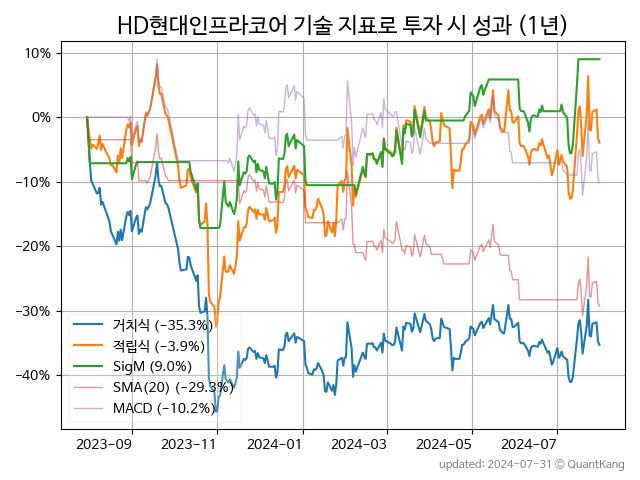 HD현대인프라코어 기술 지표로 투자 시 성과 (1년)
10%
0%
−10%
−20%
−30%
−40%
거치식 (−35.3%)
적립식 (−3.9%)
SigM (9.0%)
SMA(20) (−29.3%)
MACD (−10.2%)
2023-09 2023-11 2024-01 2024-03 2024-05 2024-07
updated: 2024-07-31 © QuantKang